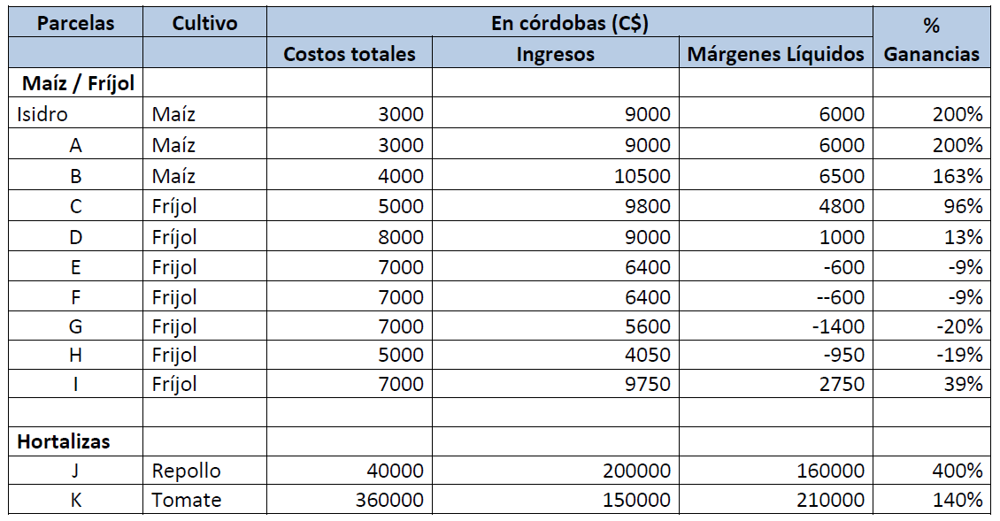 Parcelas Cultivo En córdobas (C$) %
Costos totales Ingresos Márgenes Líquidos Ganancias
Maíz / Fríjol
Isidro Maíz 3000 9000 6000 200%
A Maíz 3000 9000 6000 200%
B Maíz 4000 10500 6500 163%
C Fríjol 5000 9800 4800 96%
D Fríjol 8000 9000 1000 13%
E Frijol 7000 6400 -600 -9%
F Frijol 7000 6400 --600 -9%
G Frijol 7000 5600 -1400 -20%
H Frijol 5000 4050 -950 -19%
I Fríjol 7000 9750 2750 39%
Hortalizas
J Repollo 40000 200000 160000 400%
K Tomate 360000 150000 210000 140%